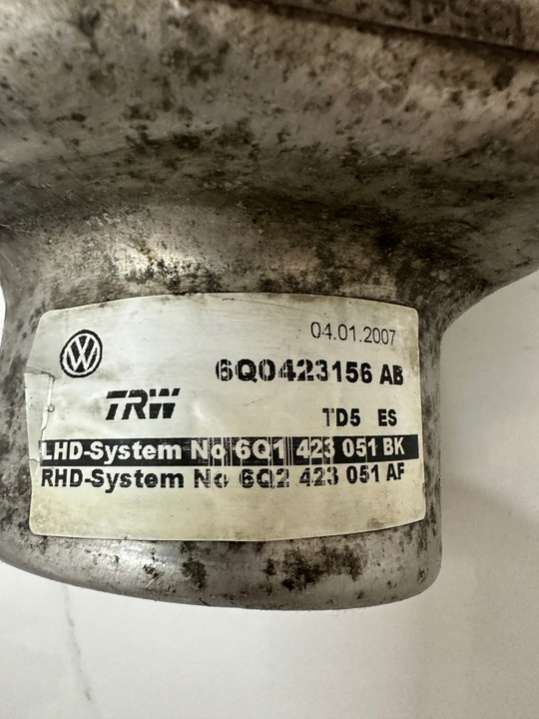 04.01.2007
6Q0423156 AB
TRW
TD5 ES
LHD-System No 6Q1 423 051 BK
RHD-System No 6Q2 423 051 AF